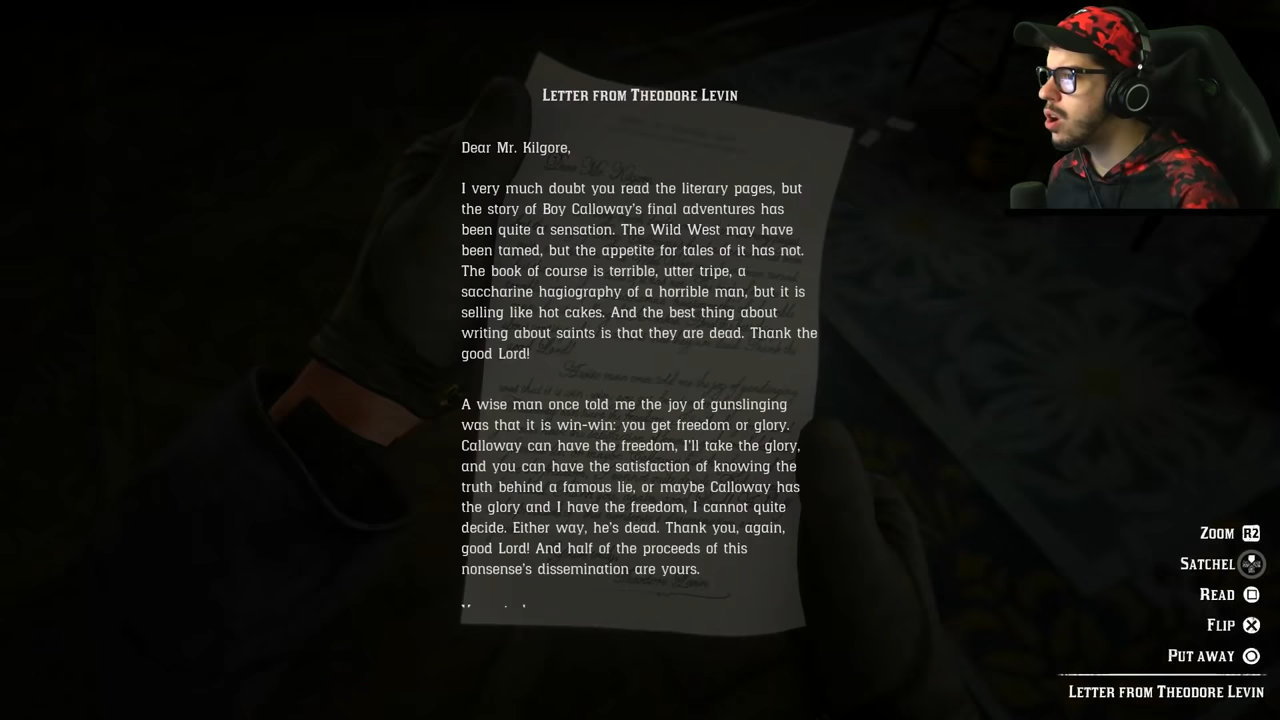 LETTER FROM THEODORE LEVIN
Dear Mr. Kilgore,
I very much doubt you read the literary pages, but
the story of Boy Calloway's final adventures has
been quite a sensation. The Wild West may have
been tamed, but the appetite for tales of it has not.
The book of course is terrible, utter tripe, a
saccharine hagiography of a horrible man, but it is
selling like hot cakes. And the best thing about
writing about saints is that they are dead. Thank the
good Lord!
A wise man once told me the joy of gunslinging
was that it is win-win: you get freedom or glory.
Calloway can have the freedom, I'll take the glory,
and you can have the satisfaction of knowing the
truth behind a famous lie, or maybe Calloway has
the glory and I have the freedom, I cannot quite
decide. Either way, he's dead. Thank you, again,
good Lord! And half of the proceeds of this
nonsense's dissemination are yours.
ZOOM R2
SATCHEL
READ
FLIP
PUT AWAY
LETTER FROM THEODORE LEVIN